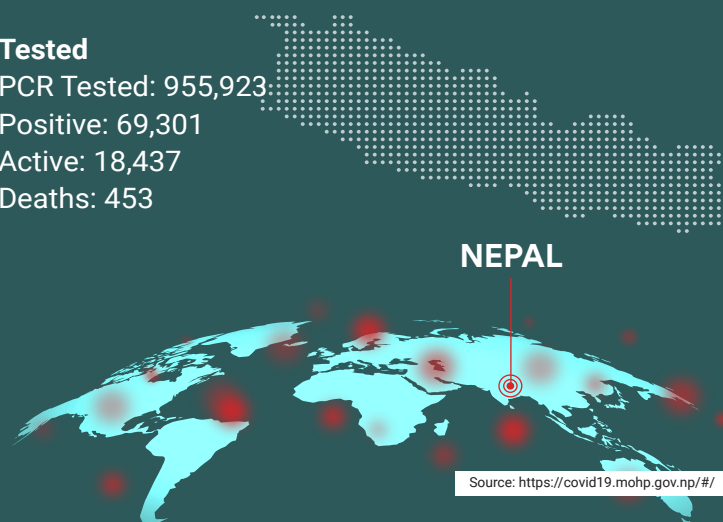 Tested
PCR Tested: 955,923
Positive: 69,301
Active: 18,437
Deaths: 453
NEPAL
Source: https://covid19.mohp.gov.np/#/